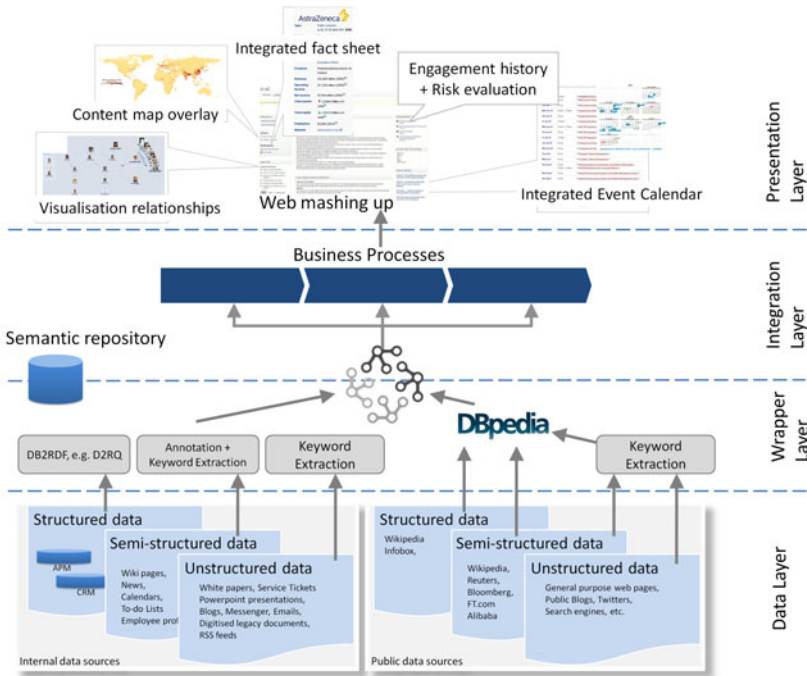 AstraZeneca
Integrated fact sheet
Engagement history
+ Risk evaluation
Content map overlay
Visualisation relationships
Web mashing up
Integrated Event Calendar
Presentation
Layer
Business Processes
Semantic repository
Integration
Layer
DBpedia
DB2RDF, e.g. D2RQ
Annotation +
Keyword Extraction
Keyword
Extraction
Keyword
Extraction
Wrapper
Layer
Structured data
APM
CRM
Semi-structured data
Wiki pages,
News,
Calendars,
To-do Lists
Employee prof
Unstructured data
White papers, Service Tickets
Powerpoint presentations,
Blogs, Messenger, Emails,
Digitised legacy documents,
RSS feeds
Internal data sources
Structured data
Wikipedia
Infobox,
Semi-structured data
Wikipedia,
Reuters,
Bloomberg,
FT.com
Alibaba
Unstructured data
General purpose web pages,
Public Blogs, Twitters,
Search engines, etc.
Public data sources
Data Layer